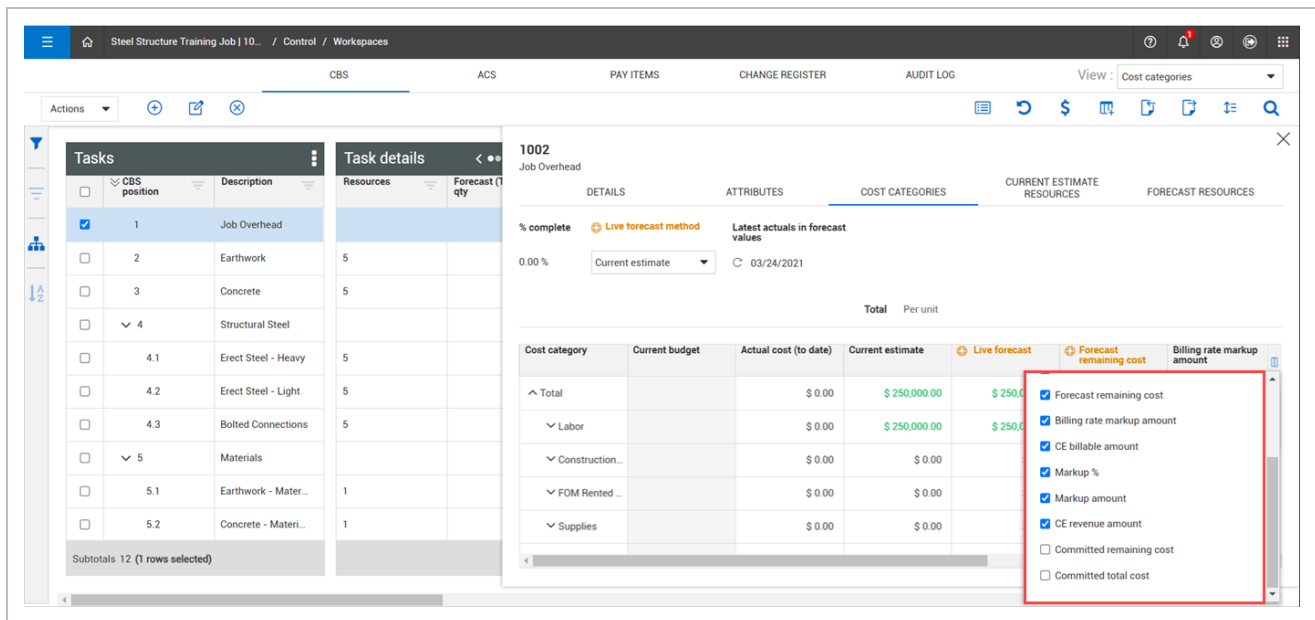 Steel Structure Training Job | 10... / Control / Workspaces
1
CBS ACS PAY ITEMS CHANGE REGISTER AUDIT LOG View : Cost categories
Actions
Tasks
CBS position Description
1 Job Overhead
2 Earthwork
3 Concrete
4 Structural Steel
4.1 Erect Steel - Heavy
4.2 Erect Steel - Light
4.3 Bolted Connections
5 Materials
5.1 Earthwork - Mater...
5.2 Concrete - Materi...
Subtotals 12 (1 rows selected)
Task details
Resources Forecast (T
qty
5
5
5
5
5
1
1
1002
Job Overhead
DETAILS ATTRIBUTES COST CATEGORIES CURRENT ESTIMATE RESOURCES FORECAST RESOURCES
% complete Live forecast method Latest actuals in forecast
values
0.00 % Current estimate 03/24/2021
Total Per unit
Cost category Current budget Actual cost (to date) Current estimate Live forecast Forecast remaining cost Billing rate markup amount
Total $ 0.00 $ 250,000.00 $ 250,0
Labor $ 0.00 $ 250,000.00 $ 250,0
Construction... $ 0.00 $ 0.00
FOM Rented ... $ 0.00 $ 0.00
Supplies $ 0.00 $ 0.00
Forecast remaining cost
Billing rate markup amount
CE billable amount
Markup %
Markup amount
CE revenue amount
Committed remaining cost
Committed total cost